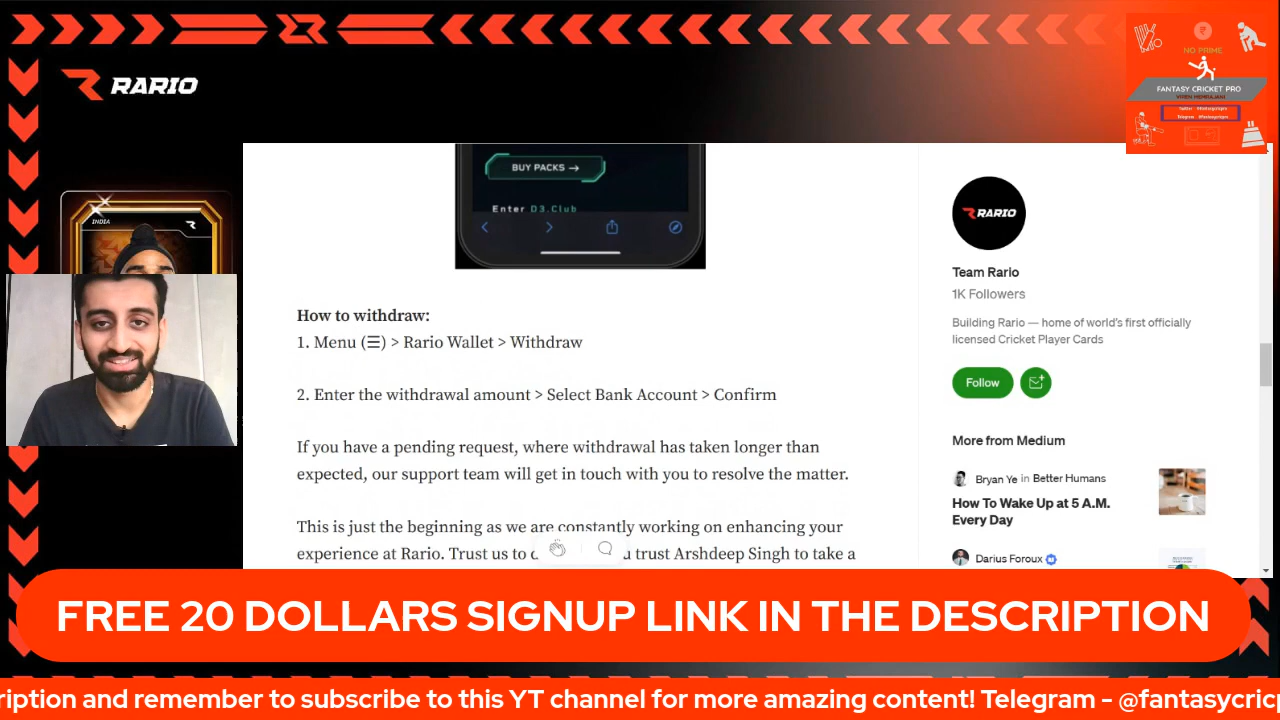 RARIO
NO PRIME
FANTASY CRICKET PRO
INDIA
BUY PACKS →
Enter D3.Club
How to withdraw:
1. Menu (☰) > Rario Wallet > Withdraw
2. Enter the withdrawal amount > Select Bank Account > Confirm
If you have a pending request, where withdrawal has taken longer than
expected, our support team will get in touch with you to resolve the matter.
This is just the beginning as we are constantly working on enhancing your
experience at Rario. Trust us to trust Arshdeep Singh to take a
RARIO
Team Rario
1K Followers
Building Rario — home of world's first officially
licensed Cricket Player Cards
Follow
More from Medium
Bryan Ye in Better Humans
How To Wake Up at 5 A.M.
Every Day
Darius Foroux
FREE 20 DOLLARS SIGNUP LINK IN THE DESCRIPTION
ription and remember to subscribe to this YT channel for more amazing content! Telegram - @fantasycricp